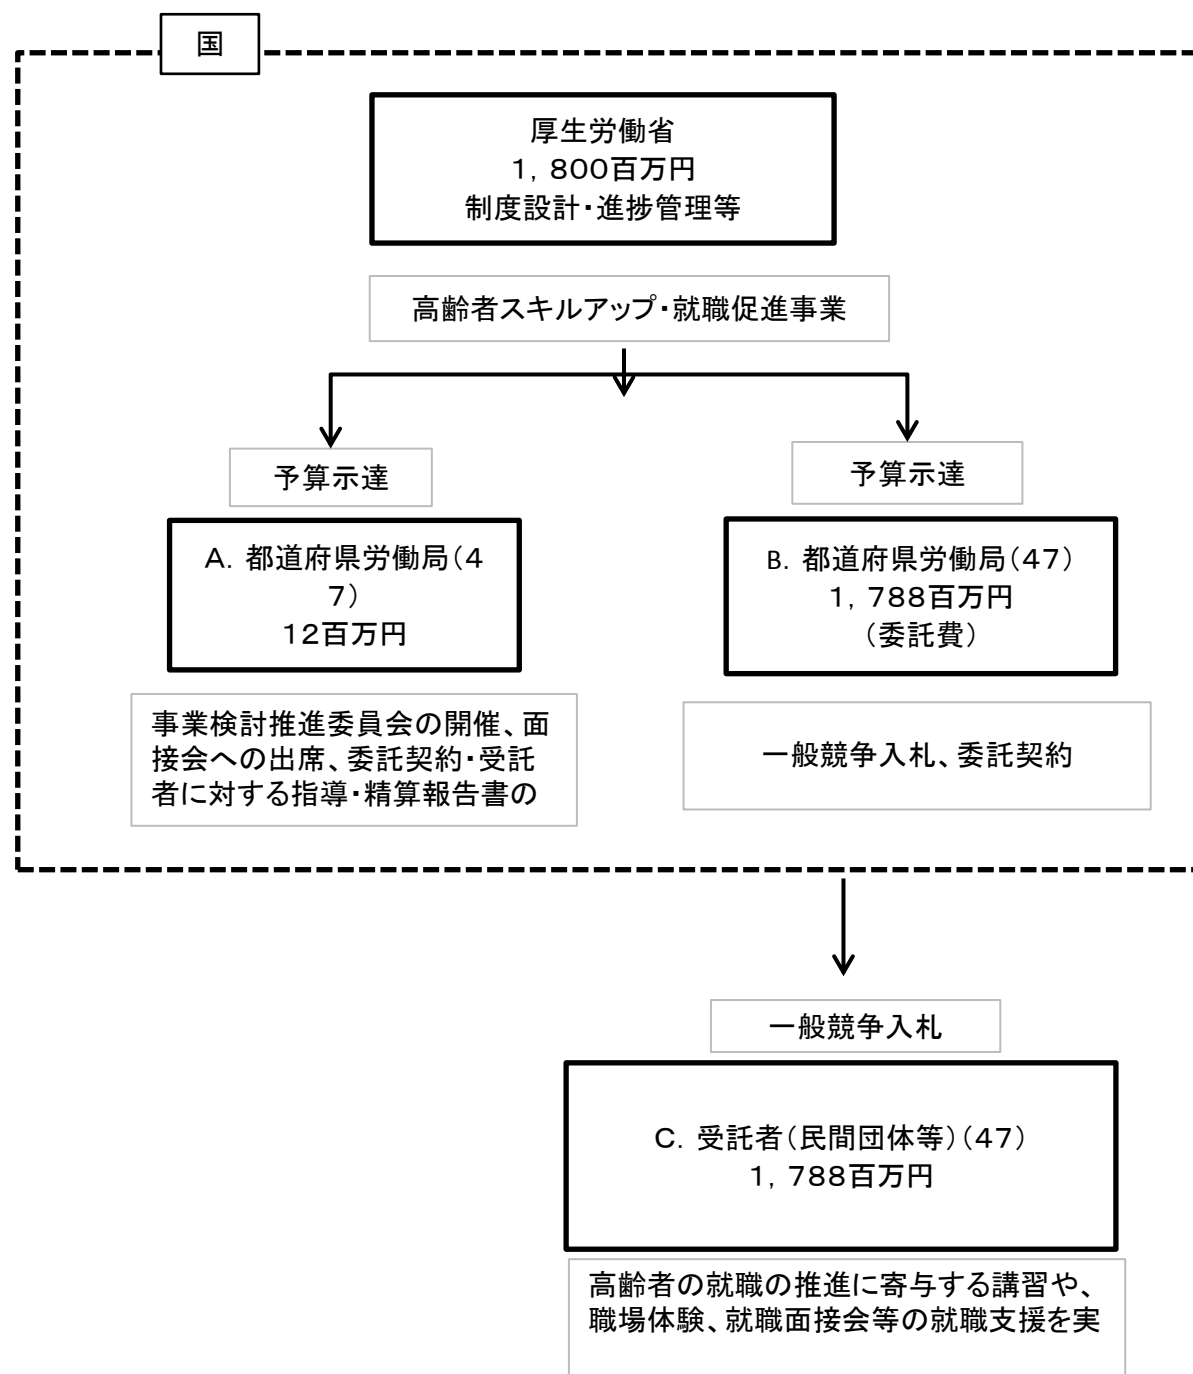 国
厚生労働省
１，８００百万円
制度設計・進捗管理等
高齢者スキルアップ・就職促進事業
予算示達
予算示達
Ａ．都道府県労働局（４
７）
１２百万円
B．都道府県労働局（４７）
１，７８８百万円
（委託費）
事業検討推進委員会の開催、面
接会への出席、委託契約・受託
者に対する指導・精算報告書の
一般競争入札、委託契約
一般競争入札
Ｃ．受託者（民間団体等）（４７）
１，７８８百万円
高齢者の就職の推進に寄与する講習や、
職場体験、就職面接会等の就職支援を実